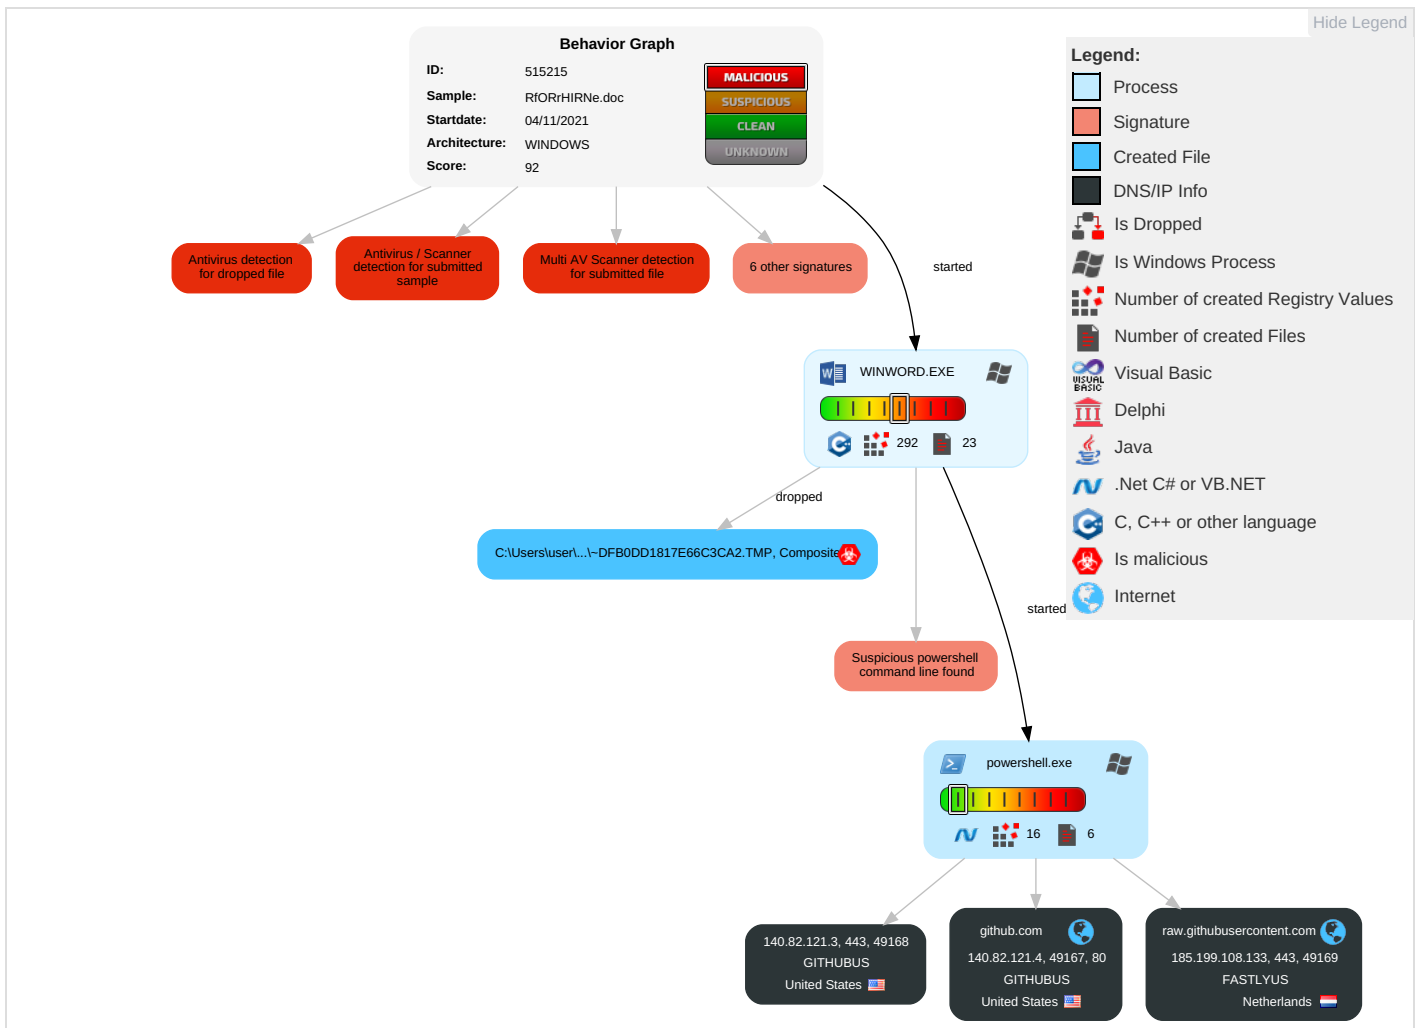 Hide Legend
Behavior Graph
ID: 515215
Sample: RfORrHIRNe.doc
Startdate: 04/11/2021
Architecture: WINDOWS
Score: 92
MALICIOUS
SUSPICIOUS
CLEAN
UNKNOWN
Legend:
Process
Signature
Created File
DNS/IP Info
Is Dropped
Is Windows Process
Number of created Registry Values
Number of created Files
VISUAL
BASIC
Visual Basic
Delphi
Java
.Net C# or VB.NET
C, C++ or other language
Is malicious
Internet
Antivirus detection
for dropped file
Antivirus / Scanner
detection for submitted
sample
Multi AV Scanner detection
for submitted file
6 other signatures
started
WINWORD.EXE
292 23
dropped
C:\Users\user\...\~DFB0DD1817E66C3CA2.TMP, Composite
started
Suspicious powershell
command line found
powershell.exe
16 6
140.82.121.3, 443, 49168
GITHUBUS
United States
github.com
140.82.121.4, 49167, 80
GITHUBUS
United States
raw.githubusercontent.com
185.199.108.133, 443, 49169
FASTLYUS
Netherlands